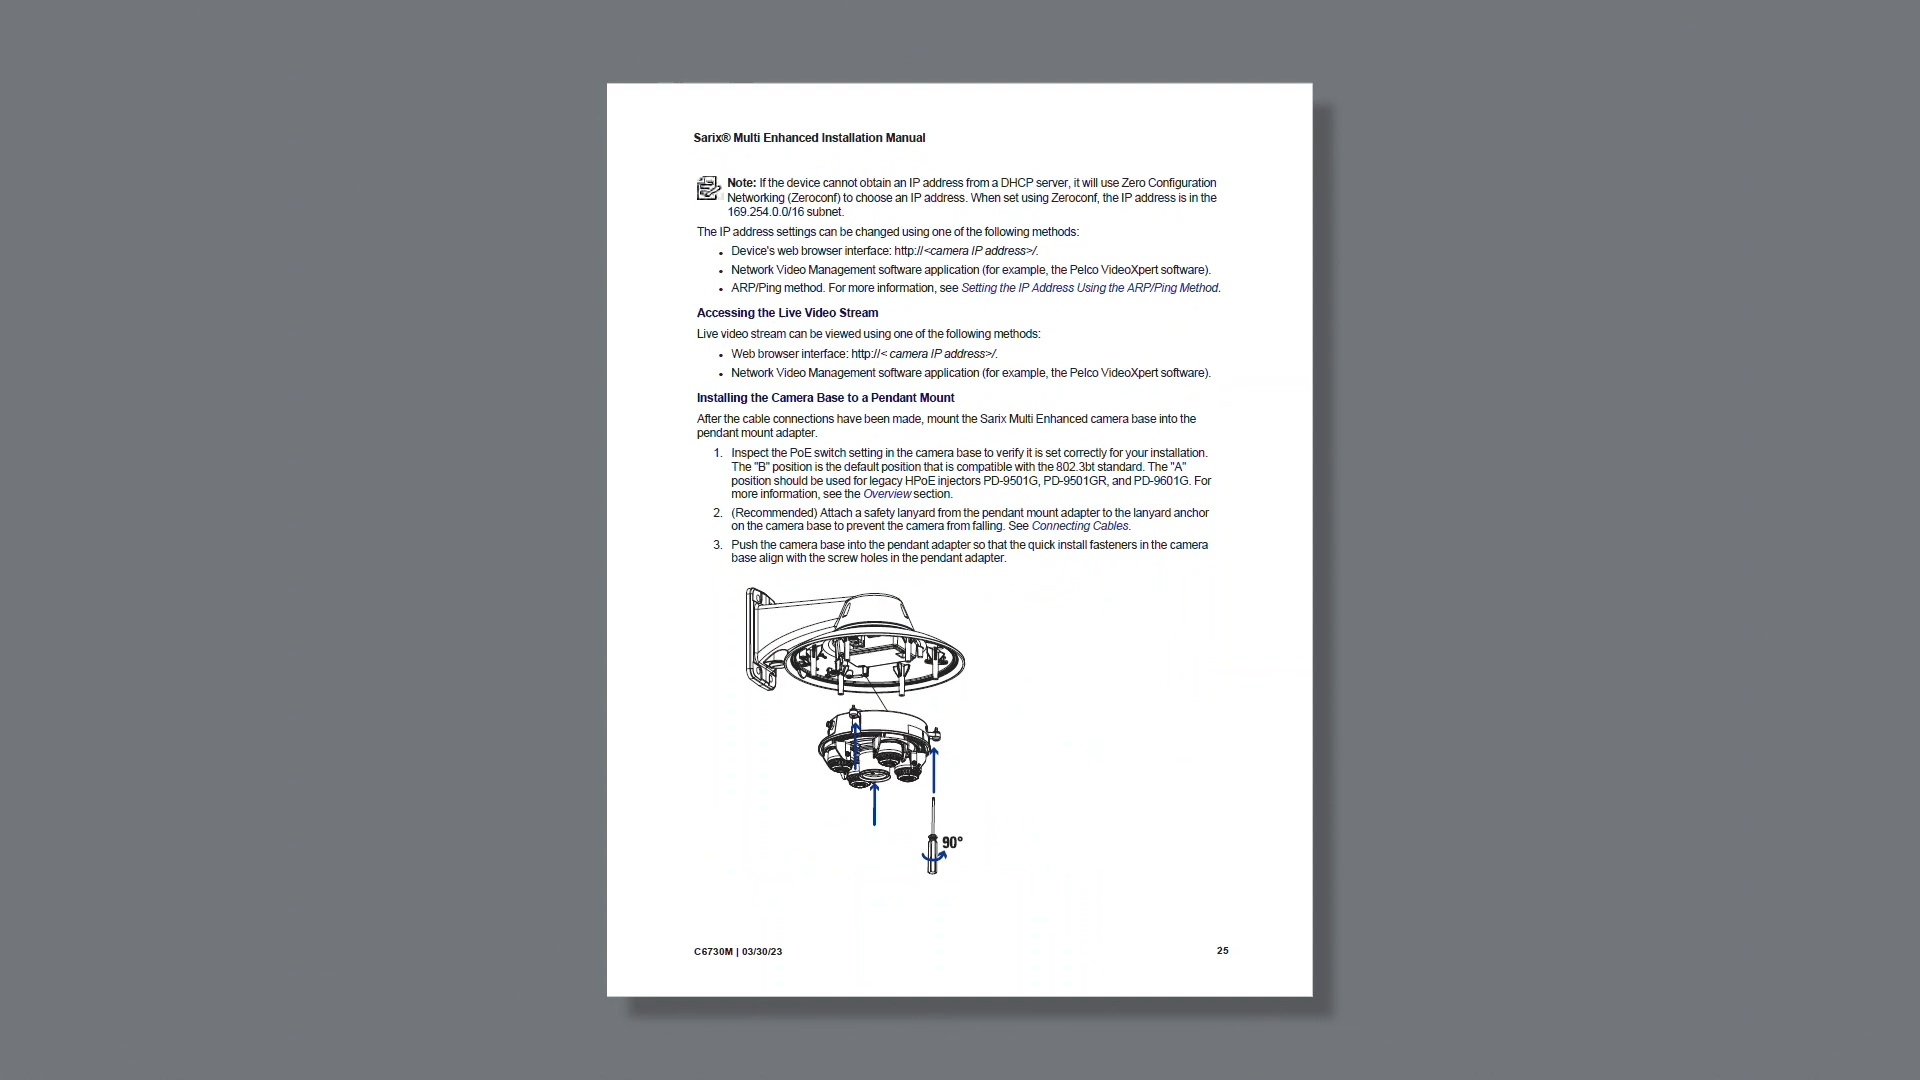 Sarix® Multi Enhanced Installation Manual
Note: If the device cannot obtain an IP address from a DHCP server, it will use Zero Configuration
Networking (Zeroconf) to choose an IP address. When set using Zeroconf, the IP address is in the
169.254.0.0/16 subnet.
The IP address settings can be changed using one of the following methods:
• Device's web browser interface: http://<camera IP address>/.
• Network Video Management software application (for example, the Pelco VideoXpert software).
• ARP/Ping method. For more information, see Setting the IP Address Using the ARP/Ping Method.
Accessing the Live Video Stream
Live video stream can be viewed using one of the following methods:
• Web browser interface: http://< camera IP address>/.
• Network Video Management software application (for example, the Pelco VideoXpert software).
Installing the Camera Base to a Pendant Mount
After the cable connections have been made, mount the Sarix Multi Enhanced camera base into the
pendant mount adapter.
1. Inspect the PoE switch setting in the camera base to verify it is set correctly for your installation.
The "B" position is the default position that is compatible with the 802.3bt standard. The "A"
position should be used for legacy HPoE injectors PD-9501G, PD-9501GR, and PD-9601G. For
more information, see the Overview section.
2. (Recommended) Attach a safety lanyard from the pendant mount adapter to the lanyard anchor
on the camera base to prevent the camera from falling. See Connecting Cables.
3. Push the camera base into the pendant adapter so that the quick install fasteners in the camera
base align with the screw holes in the pendant adapter.
90°
C6730M | 03/30/23
25